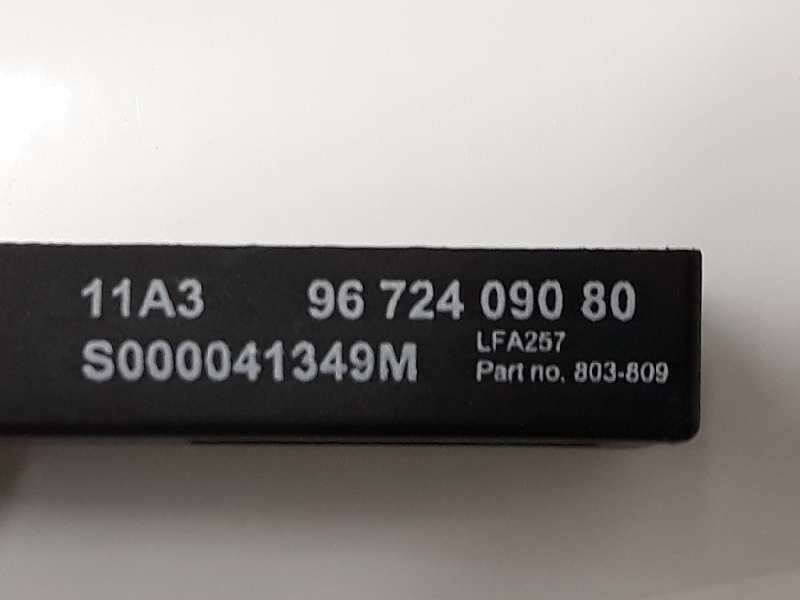 11A3 96 724 090 80
S000041349M LFA257
Part no. 803-809